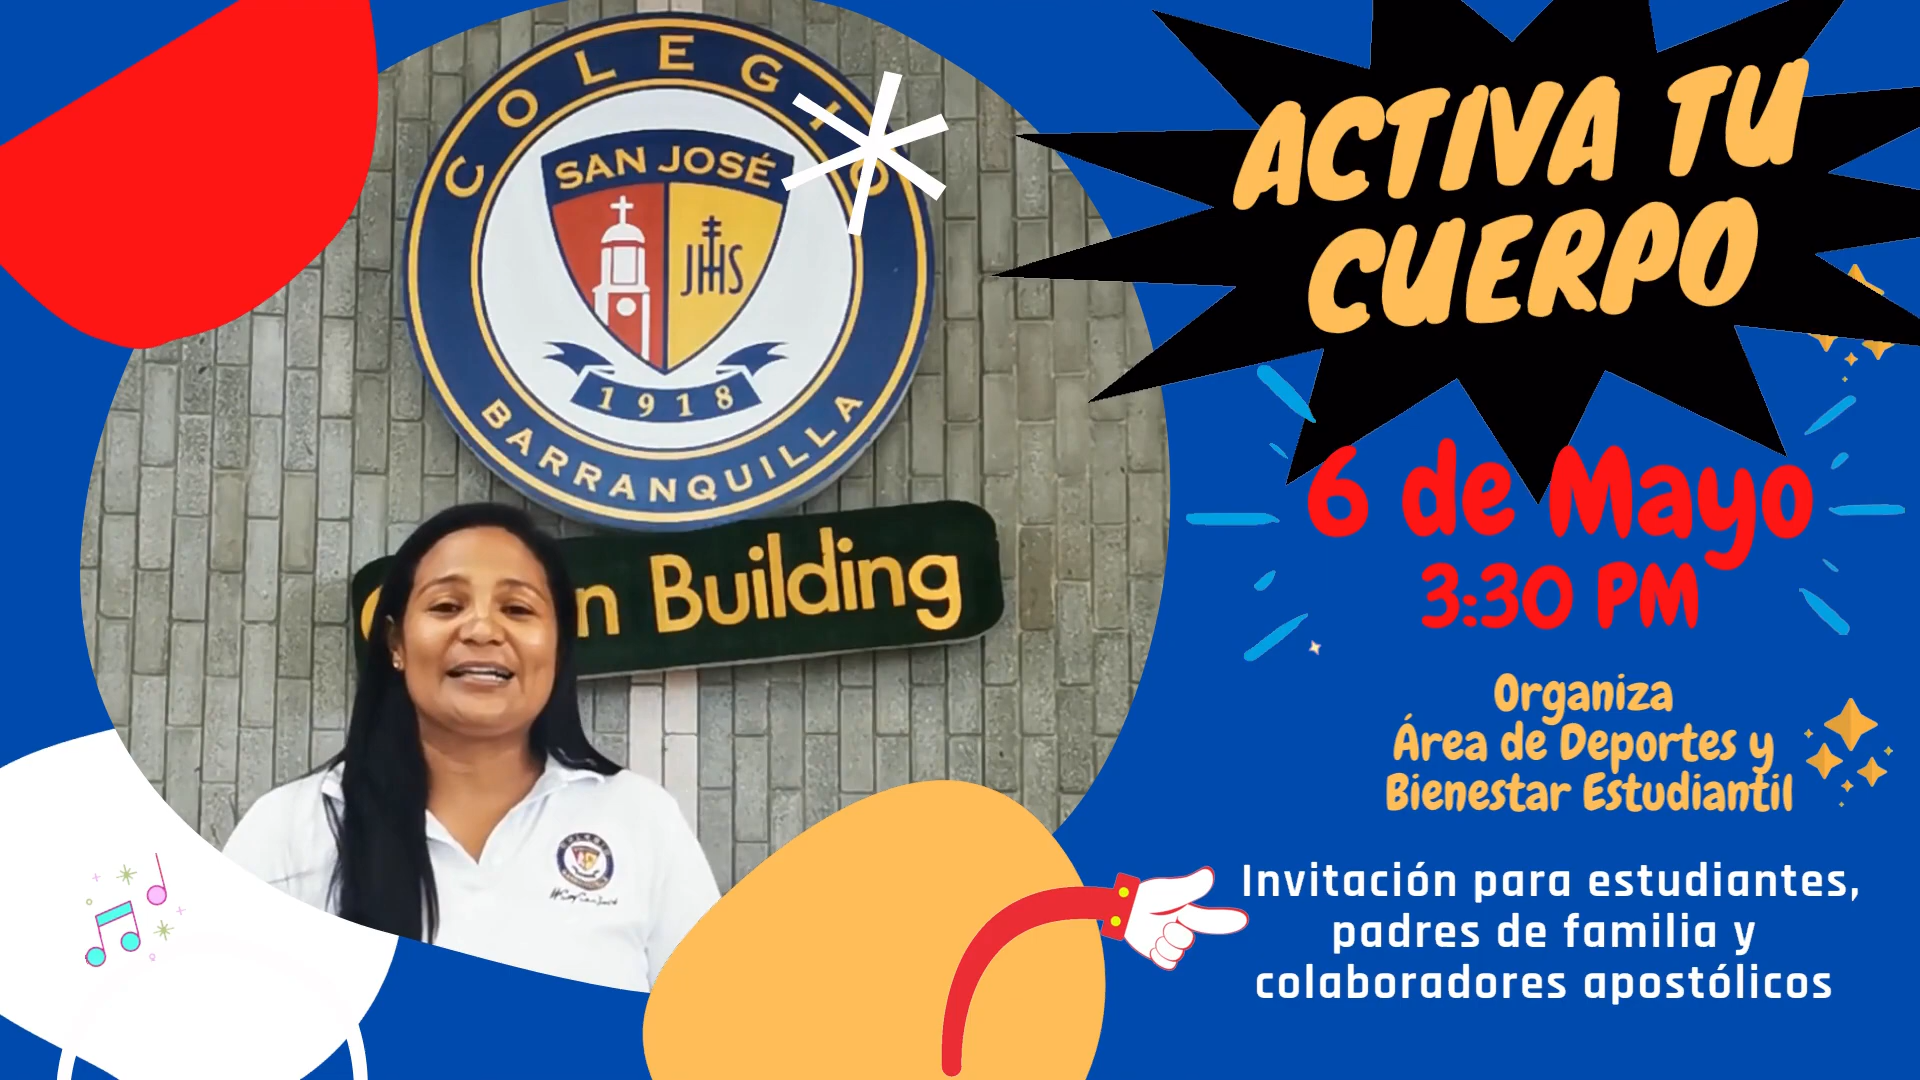 COLEGIO
SAN JOSÉ
JHS
1918
BARRANQUILLA
n Building
ACTIVA TU
CUERPO
6 de Mayo
3:30 PM
Organiza
Área de Deportes y
Bienestar Estudiantil
Invitación para estudiantes,
padres de familia y
colaboradores apostólicos